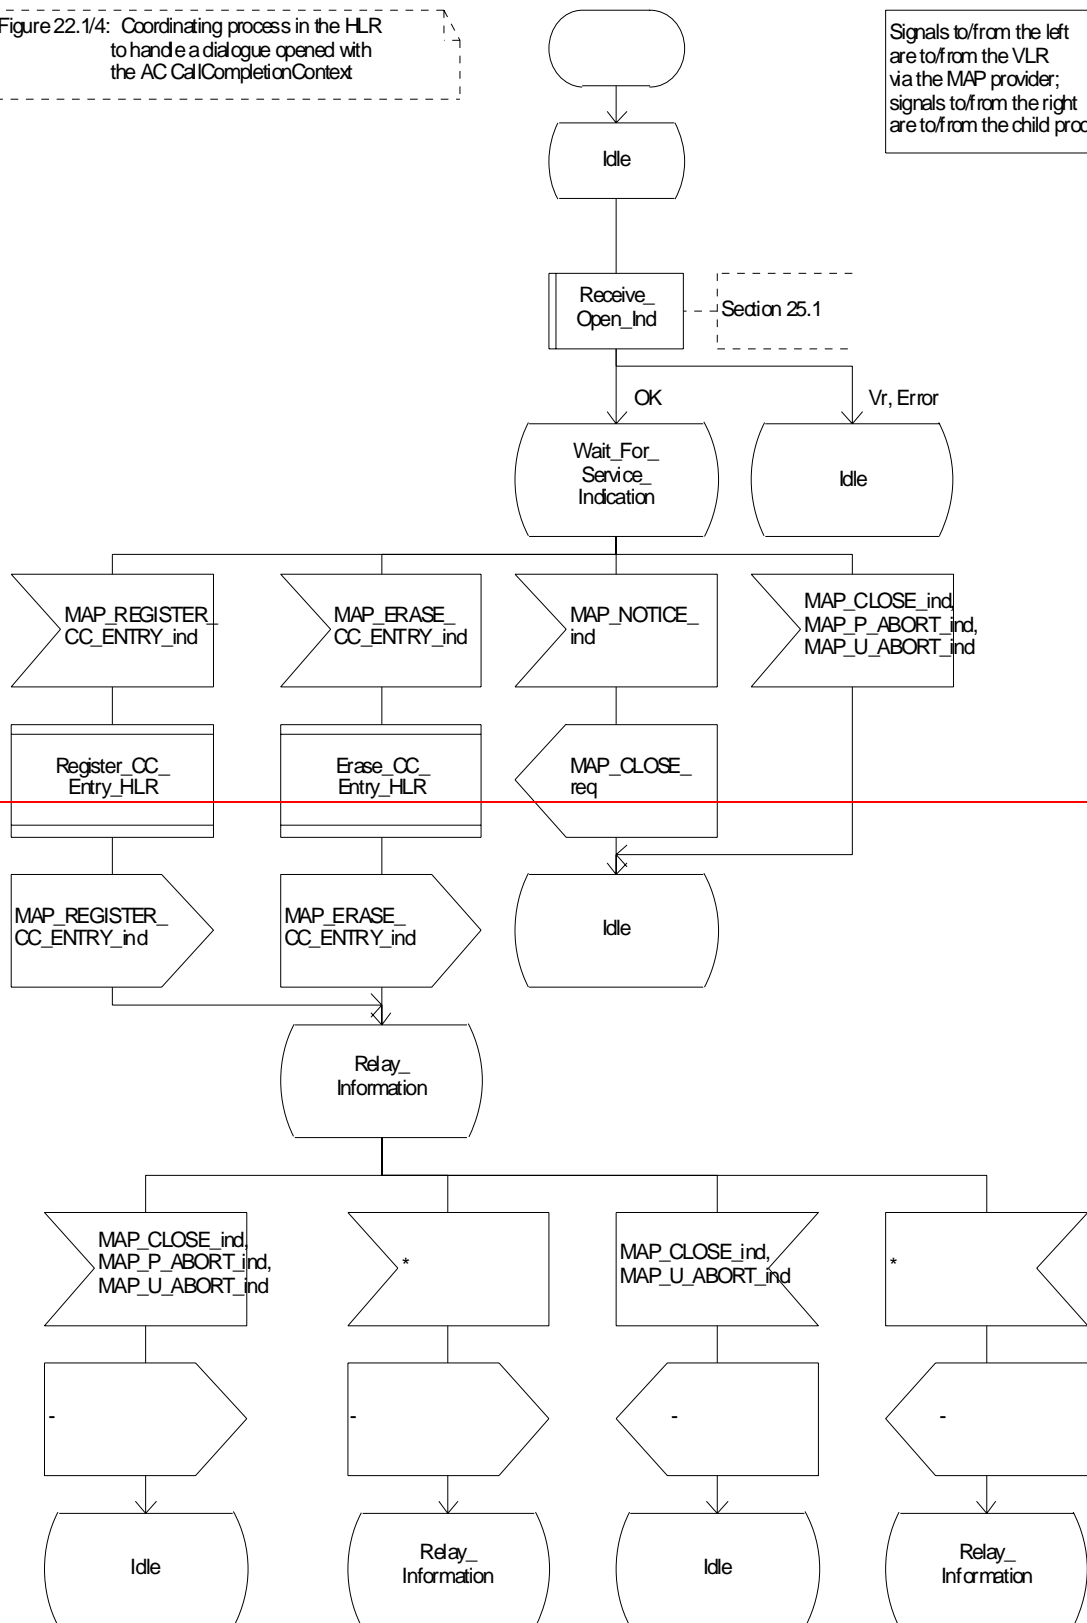 Figure 22.1/4: Coordinating process in the HLR
to handle a dialogue opened with
the AC CallCompletionContext
Signals to/from the left
are to/from the VLR
via the MAP provider;
signals to/from the right
are to/from the child
Idle
Receive_
Open_Ind
Section 25.1
OK
Vr, Error
Wait_For_
Service_
Indication
Idle
MAP_REGISTER_
CC_ENTRY_ind
MAP_ERASE_
CC_ENTRY_ind
MAP_NOTICE_
ind
MAP_CLOSE_ind,
MAP_P_ABORT_ind,
MAP_U_ABORT_ind
Register_CC_
Entry_HLR
Erase_CC_
Entry_HLR
MAP_CLOSE_
req
MAP_REGISTER_
CC_ENTRY_ind
MAP_ERASE_
CC_ENTRY_ind
Idle
Relay_
Information
MAP_CLOSE_ind,
MAP_P_ABORT_ind,
MAP_U_ABORT_ind
*
MAP_CLOSE_ind,
MAP_U_ABORT_ind
*
-
-
-
-
Idle
Relay_
Information
Idle
Relay_
Information